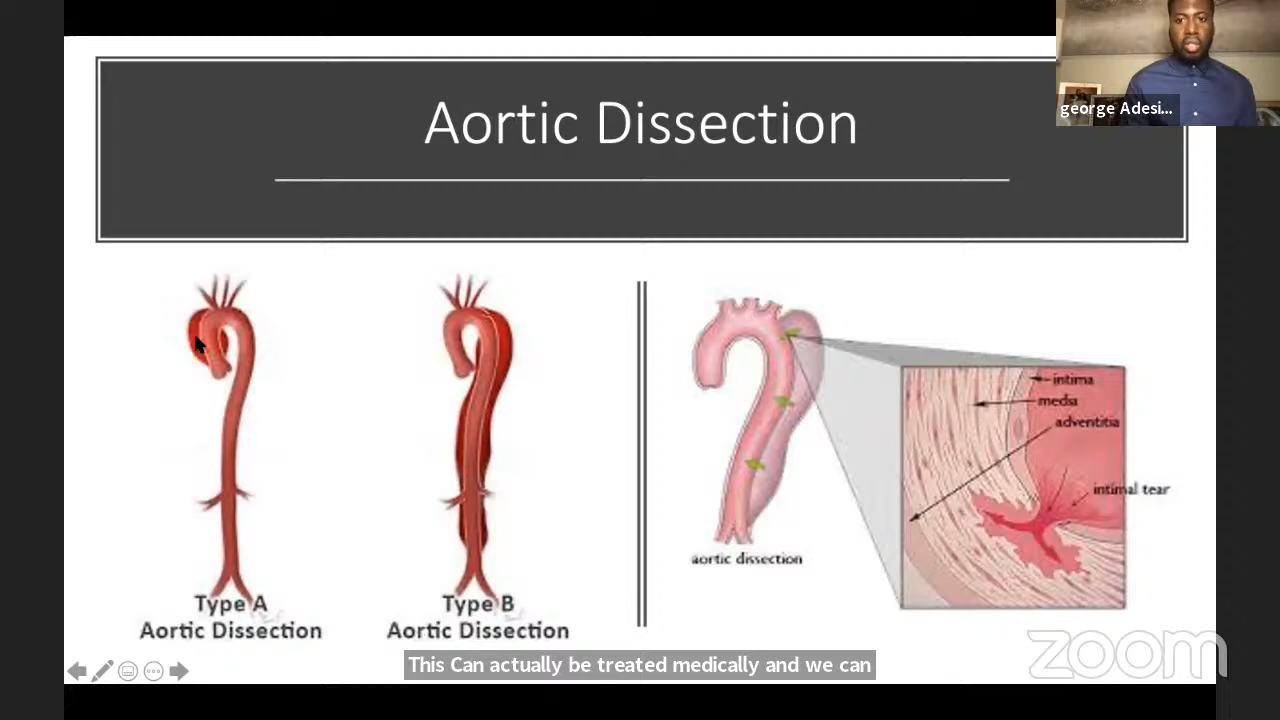 Aortic Dissection
george Adesi...
Type A
Aortic Dissection
Type B
Aortic Dissection
aortic dissection
intima
media
adventitia
intimal tear
This Can actually be treated medically and we can
zoom